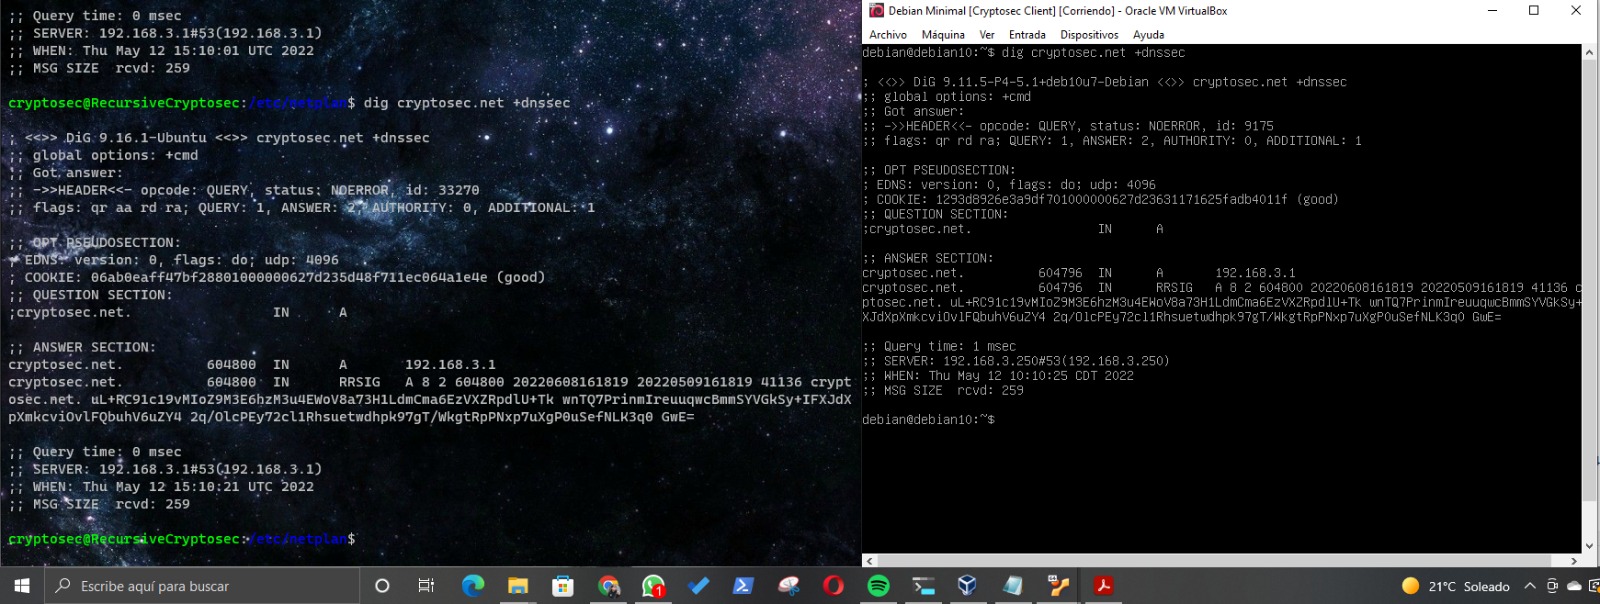 ;; Query time: 0 msec
;; SERVER: 192.168.3.1#53(192.168.3.1)
;; WHEN: Thu May 12 15:10:01 UTC 2022
;; MSG SIZE  rcvd: 259
cryptosec@RecursiveCryptosec:/etc/netplan$ dig cryptosec.net +dnssec
; <<>> DiG 9.16.1-Ubuntu <<>> cryptosec.net +dnssec
;; global options: +cmd
;; Got answer:
;; ->>HEADER<<- opcode: QUERY, status: NOERROR, id: 33270
;; flags: qr aa rd ra; QUERY: 1, ANSWER: 2, AUTHORITY: 0, ADDITIONAL: 1
;; OPT PSEUDOSECTION:
; EDNS: version: 0, flags: do; udp: 4096
; COOKIE: 06ab0eaff47bf28801000000627d235d48f711ec064a1e4e (good)
;; QUESTION SECTION:
;cryptosec.net. IN A
;; ANSWER SECTION:
cryptosec.net. 604800 IN A 192.168.3.1
cryptosec.net. 604800 IN RRSIG A 8 2 604800 20220608161819 20220509161819 41136 crypt
osec.net. uL+RC91c19vMIoZ9M3E6hzM3u4EWoV8a73H1LdmCma6EzVXZRpdlU+Tk wnTQ7PrinmIreuuqwcBmmSYVGkSy+IFXJdX
pXmkcviOvlFQbuhV6uZY4 2q/OlcPEy72cl1Rhsuetwdhpk97gT/WkgtRpPNxp7uXgP0uSefNLK3q0 GwE=
;; Query time: 0 msec
;; SERVER: 192.168.3.1#53(192.168.3.1)
;; WHEN: Thu May 12 15:10:21 UTC 2022
;; MSG SIZE  rcvd: 259
cryptosec@RecursiveCryptosec:/etc/netplan$
Debian Minimal [Cryptosec Client] [Corriendo] - Oracle VM VirtualBox
Archivo Máquina Ver Entrada Dispositivos Ayuda
debian@debian10:~$ dig cryptosec.net +dnssec
; <<>> DiG 9.11.5-P4-5.1+deb10u7-Debian <<>> cryptosec.net +dnssec
;; global options: +cmd
;; Got answer:
;; ->>HEADER<<- opcode: QUERY, status: NOERROR, id: 9175
;; flags: qr rd ra; QUERY: 1, ANSWER: 2, AUTHORITY: 0, ADDITIONAL: 1
;; OPT PSEUDOSECTION:
; EDNS: version: 0, flags: do; udp: 4096
; COOKIE: 1293d8926e3a9df701000000627d23631171625fadb4011f (good)
;; QUESTION SECTION:
;cryptosec.net. IN A
;; ANSWER SECTION:
cryptosec.net. 604796 IN A 192.168.3.1
cryptosec.net. 604796 IN RRSIG A 8 2 604800 20220608161819 20220509161819 41136 c
ptosec.net. uL+RC91c19vMIoZ9M3E6hzM3u4EWoV8a73H1LdmCma6EzVXZRpdlU+Tk wnTQ7PrinmIreuuqwcBmmSYVGkSy+
XJdXpXmkcviOvlFQbuhV6uZY4 2q/OlcPEy72cl1Rhsuetwdhpk97gT/WkgtRpPNxp7uXgP0uSefNLK3q0 GwE=
;; Query time: 1 msec
;; SERVER: 192.168.3.250#53(192.168.3.250)
;; WHEN: Thu May 12 10:10:25 CDT 2022
;; MSG SIZE  rcvd: 259
debian@debian10:~$
Escribe aquí para buscar
1
21°C Soleado